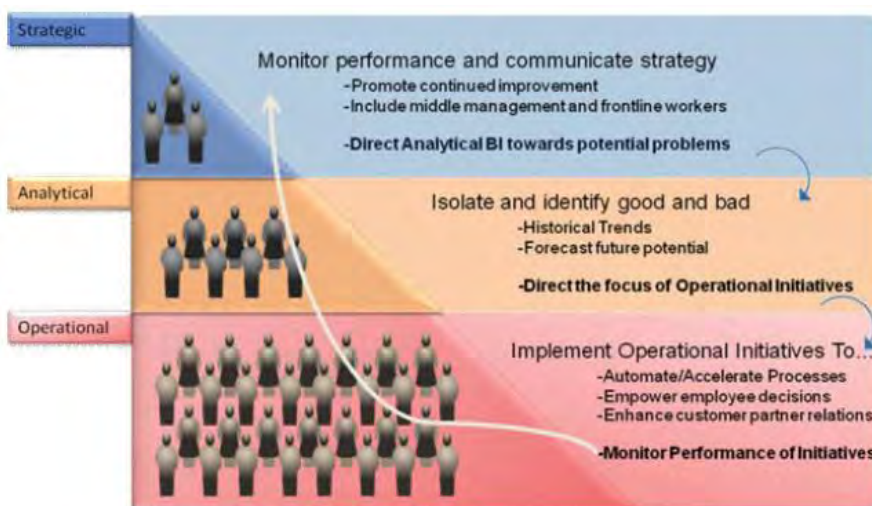 Strategic
Monitor performance and communicate strategy
-Promote continued improvement
-Include middle management and frontline workers
-Direct Analytical BI towards potential problems
Analytical
Isolate and identify good and bad
-Historical Trends
-Forecast future potential
-Direct the focus of Operational Initiatives
Operational
Implement Operational Initiatives To...
-Automate/Accelerate Processes
-Empower employee decisions
-Enhance customer partner relations
-Monitor Performance of Initiatives